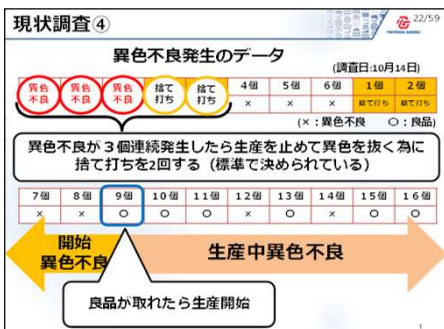 現状調査④
22/59
異色不良発生のデータ
(調査日:10月14日)
異色不良 異色不良 異色不良 捨て打ち 捨て打ち 4個 5個 6個 1個 2個
× × × 捨て打ち 捨て打ち
(×：異色不良 〇：良品)
異色不良が３個連続発生したら生産を止めて異色を抜く為に
捨て打ちを2回する（標準で決められている）
7個 8個 9個 10個 11個 12個 13個 14個 15個 16個
× × 〇 〇 〇 × 〇 × 〇 〇
開始
異色不良
生産中異色不良
良品が取れたら生産開始
1